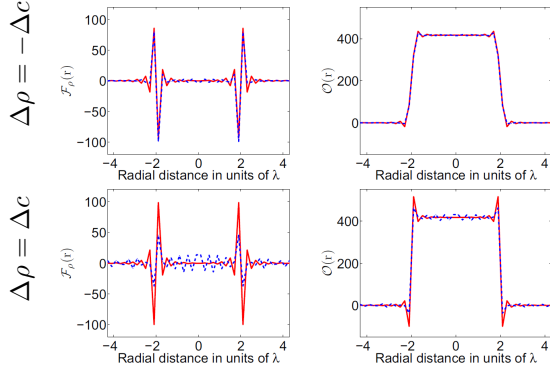 Δρ = −Δc
100
50
0
−50
−100
ℱρ(r)
−4 −2 0 2 4
Radial distance in units of λ
400
200
0
𝒪(r)
−4 −2 0 2 4
Radial distance in units of λ
Δρ = Δc
100
50
0
−50
−100
ℱρ(r)
−4 −2 0 2 4
Radial distance in units of λ
400
200
0
𝒪(r)
−4 −2 0 2 4
Radial distance in units of λ